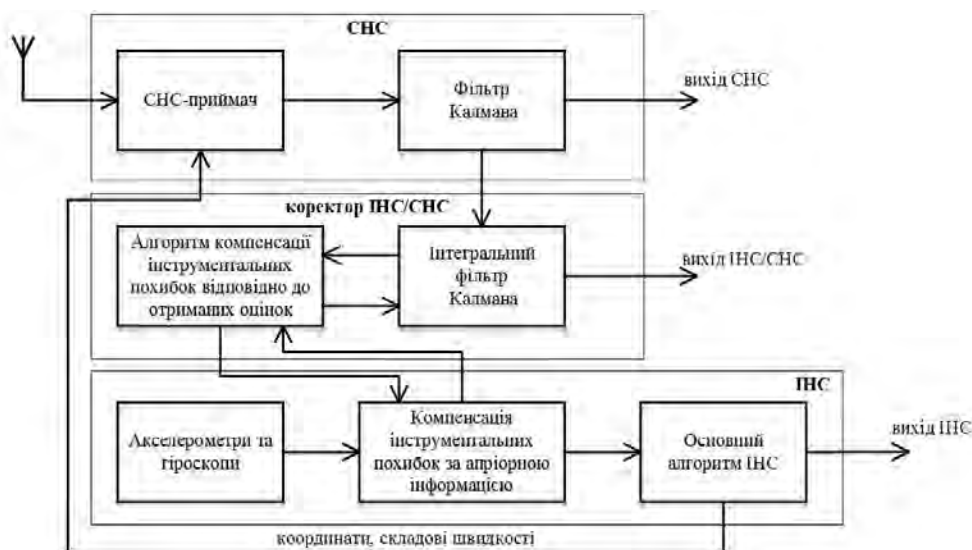 СНС
СНС-приймач
Фільтр
Калмана
вихід СНС
коректор ІНС/СНС
Алгоритм компенсації
інструментальних
похибок відповідно до
отриманих оцінок
Інтегральний
фільтр
Калмана
вихід ІНС/СНС
ІНС
Акселерометри та
гіроскопи
Компенсація
інструментальних
похибок за апріорною
інформацією
Основний
алгоритм ІНС
вихід ІНС
координати, складові швидкості